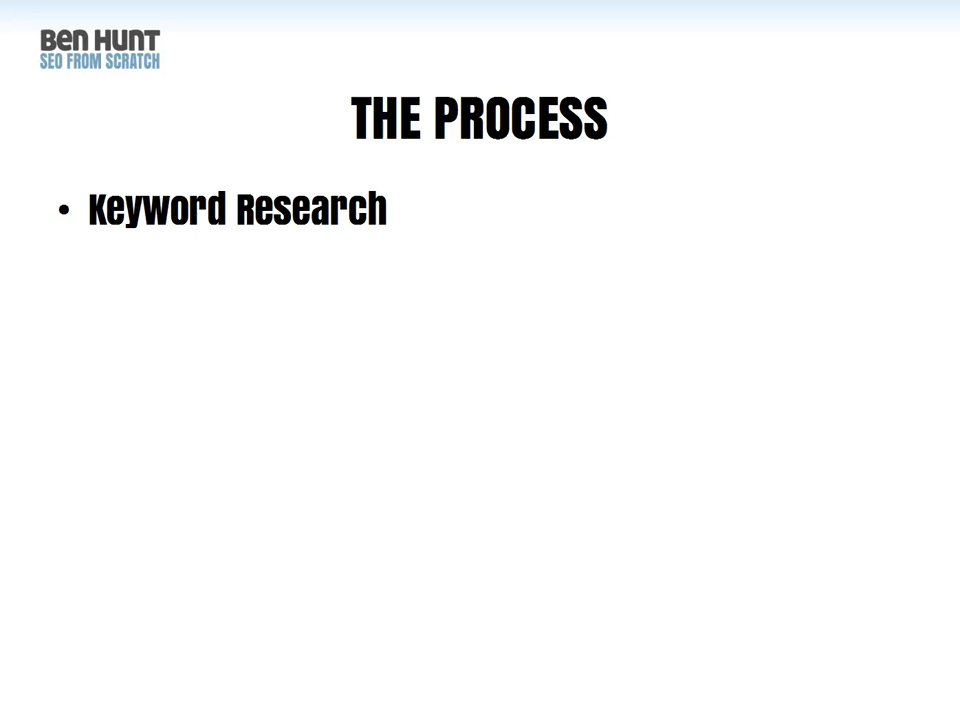 Ben Hunt
SEO FROM SCRATCH
THE PROCESS
• Keyword Research